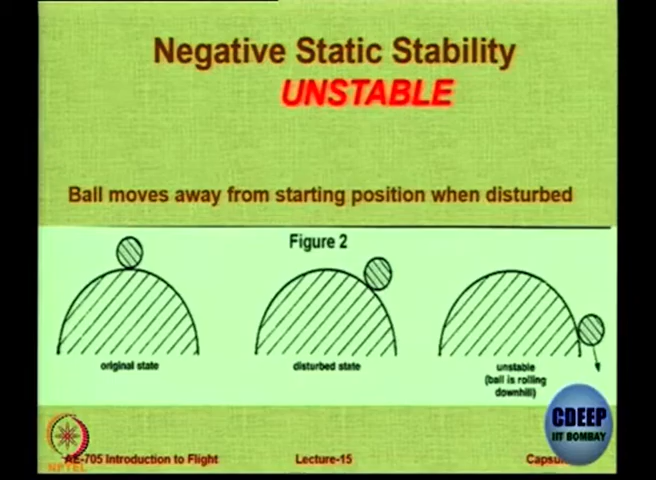 Negative Static Stability
UNSTABLE
Ball moves away from starting position when disturbed
Figure 2
original state
disturbed state
unstable
(ball is rolling
downhill)
CDEEP
IIT BOMBAY
NPTEL
AE-705 Introduction to Flight
Lecture-15